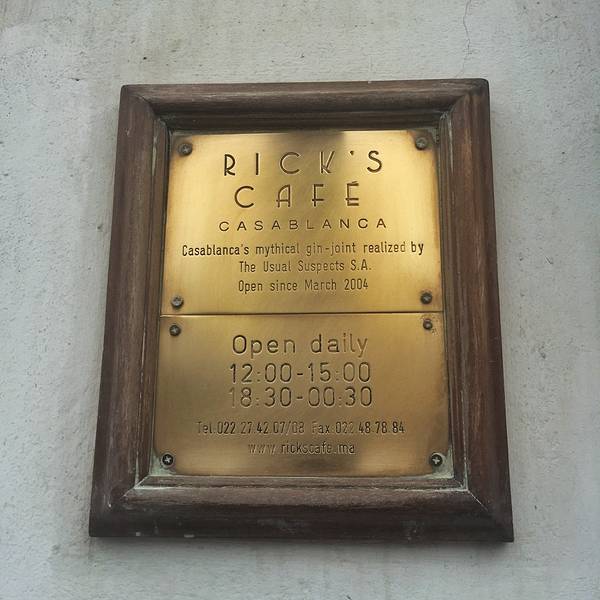 RICK'S
CAFÉ
CASABLANCA
Casablanca's mythical gin-joint realized by
The Usual Suspects S.A.
Open since March 2004
Open daily
12:00-15:00
18:30-00:30
Tel:022.27.42.07/08 Fax:022.48.78.84
www.rickscafe.ma